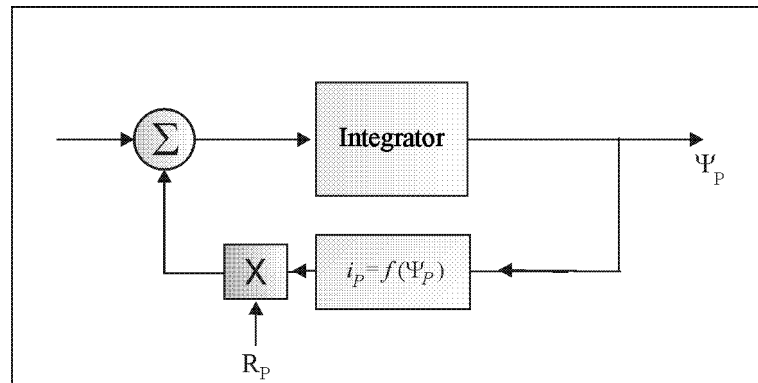 Σ
Integrator
Ψ_P
X
i_P=f(Ψ_P)
R_P